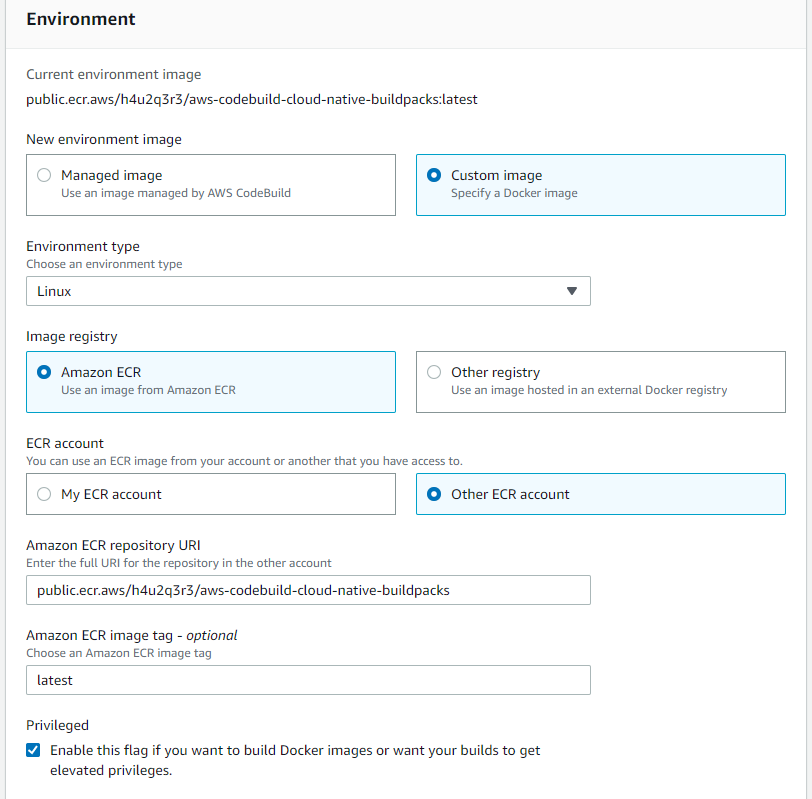 Environment
Current environment image
public.ecr.aws/h4u2q3r3/aws-codebuild-cloud-native-buildpacks:latest
New environment image
Managed image
Use an image managed by AWS CodeBuild
Custom image
Specify a Docker image
Environment type
Choose an environment type
Linux
Image registry
Amazon ECR
Use an image from Amazon ECR
Other registry
Use an image hosted in an external Docker registry
ECR account
You can use an ECR image from your account or another that you have access to.
My ECR account
Other ECR account
Amazon ECR repository URI
Enter the full URI for the repository in the other account
public.ecr.aws/h4u2q3r3/aws-codebuild-cloud-native-buildpacks
Amazon ECR image tag - optional
Choose an Amazon ECR image tag
latest
Privileged
Enable this flag if you want to build Docker images or want your builds to get
elevated privileges.